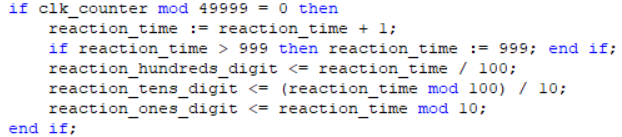 if clk_counter mod 49999 = 0 then
    reaction_time := reaction_time + 1;
    if reaction_time > 999 then reaction_time := 999; end if;
    reaction_hundreds_digit <= reaction_time / 100;
    reaction_tens_digit <= (reaction_time mod 100) / 10;
    reaction_ones_digit <= reaction_time mod 10;
end if;